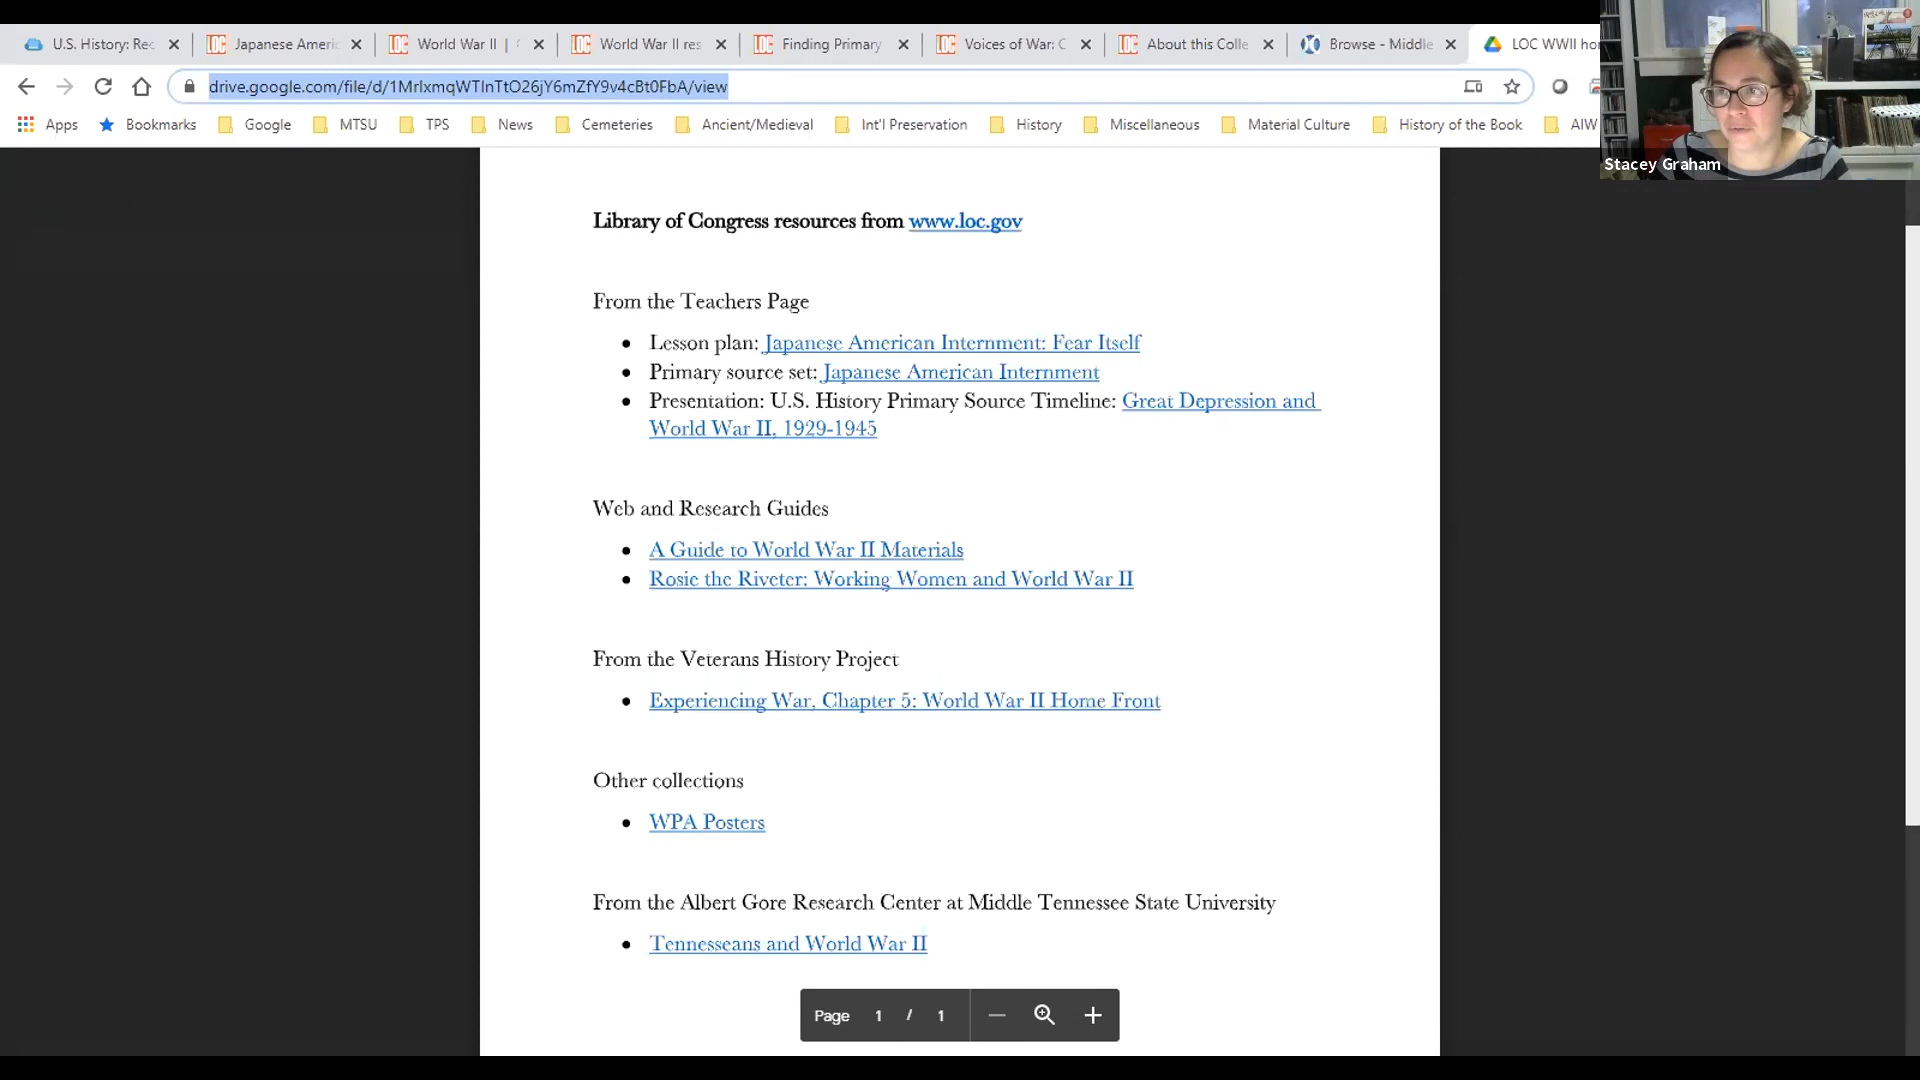 U.S. History: Rec
Japanese Americ
World War II |
World War II res
Finding Primary
Voices of War: C
About this Colle
Browse - Middle
LOC WWII hor
drive.google.com/file/d/1MrlxmqWTlnTtO26jY6mZfY9v4cBt0FbA/view
Apps
Bookmarks
Google
MTSU
TPS
News
Cemeteries
Ancient/Medieval
Int'l Preservation
History
Miscellaneous
Material Culture
History of the Book
AIW
Stacey Graham
Library of Congress resources from www.loc.gov
From the Teachers Page
• Lesson plan: Japanese American Internment: Fear Itself
• Primary source set: Japanese American Internment
• Presentation: U.S. History Primary Source Timeline: Great Depression and
World War II, 1929-1945
Web and Research Guides
• A Guide to World War II Materials
• Rosie the Riveter: Working Women and World War II
From the Veterans History Project
• Experiencing War, Chapter 5: World War II Home Front
Other collections
• WPA Posters
From the Albert Gore Research Center at Middle Tennessee State University
• Tennesseans and World War II
Page 1 / 1